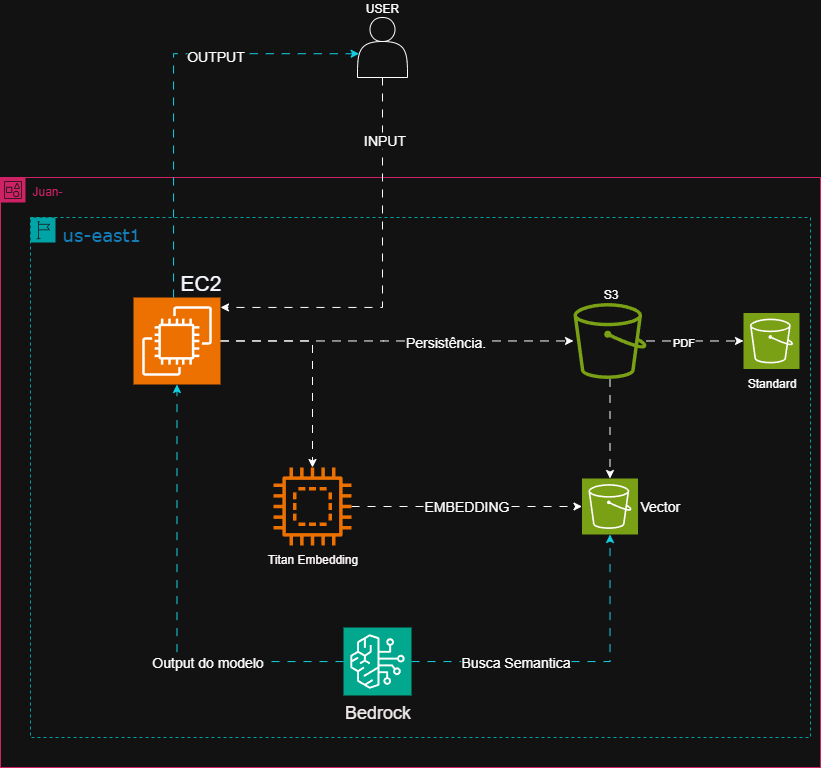 USER
OUTPUT
INPUT
Juan-
us-east1
EC2
S3
Persistência.
PDF
Standard
EMBEDDING
Vector
Titan Embedding
Output do modelo
Busca Semantica
Bedrock